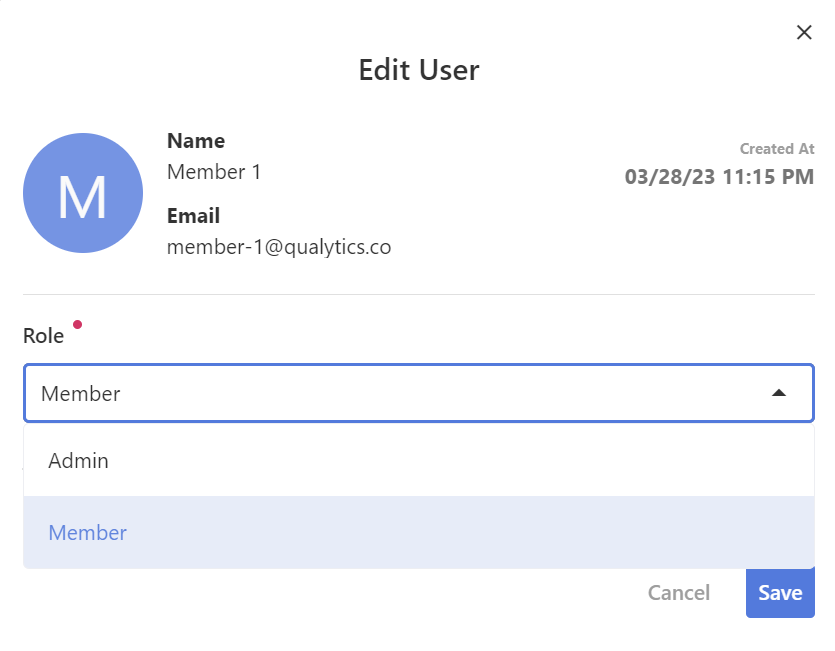 Edit User
M
Name
Member 1
Created At
03/28/23 11:15 PM
Email
member-1@qualytics.co
Role
Member
Admin
Member
Cancel
Save